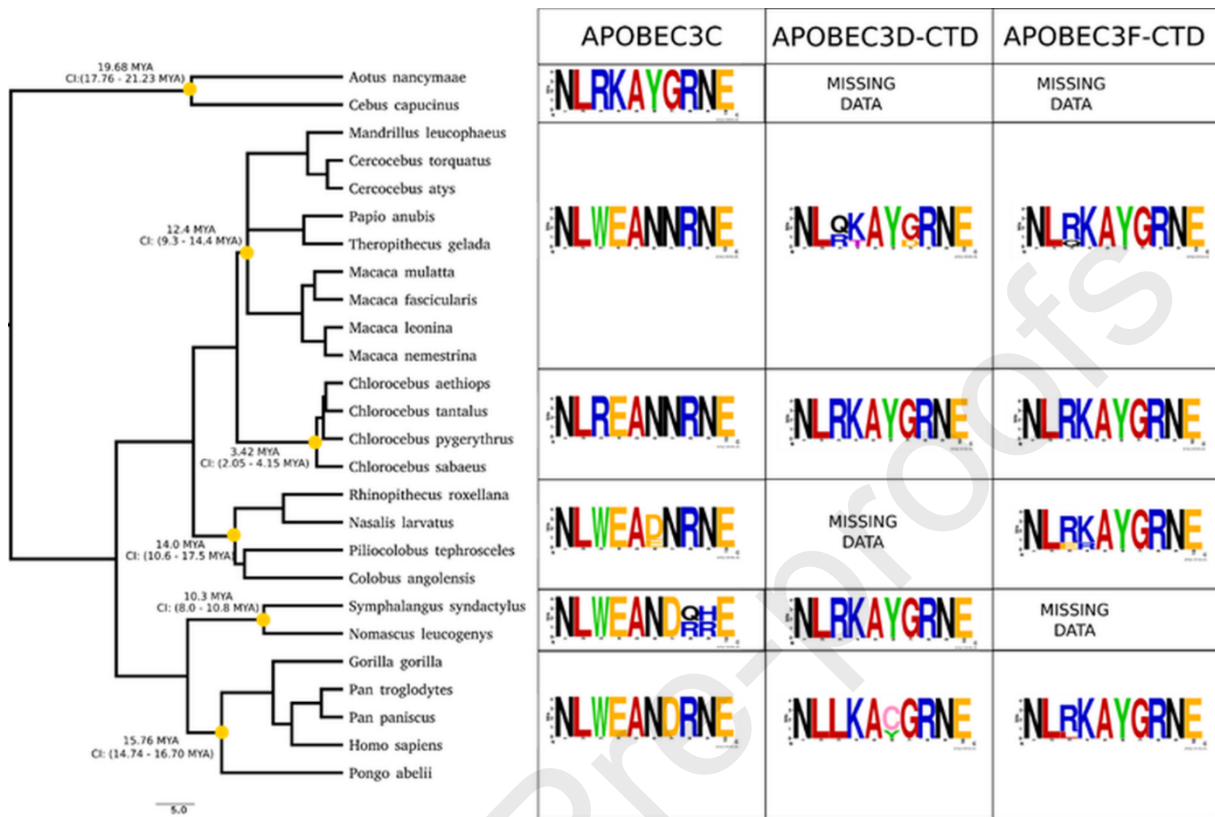 APOBEC3C
APOBEC3D-CTD
APOBEC3F-CTD
19.68 MYA
CI:(17.76 - 21.23 MYA)
Aotus nancymaae
Cebus capucinus
NLRKAYGRNE
MISSING
DATA
MISSING
DATA
Mandrillus leucophaeus
Cercocebus torquatus
Cercocebus atys
Papio anubis
Theropithecus gelada
Macaca mulatta
Macaca fascicularis
Macaca leonina
Macaca nemestrina
12.4 MYA
CI: (9.3 - 14.4 MYA)
NLWEANNRNE
NLQKAYGRNE
NLRKAYGRNE
Chlorocebus aethiops
Chlorocebus tantalus
Chlorocebus pygerythrus
Chlorocebus sabaeus
3.42 MYA
CI: (2.05 - 4.15 MYA)
NLREANNRNE
NLRKAYGRNE
NLRKAYGRNE
Rhinopithecus roxellana
Nasalis larvatus
Piliocolobus tephrosceles
Colobus angolensis
14.0 MYA
CI: (10.6 - 17.5 MYA)
NLWEADNRNE
MISSING
DATA
NLRKAYGRNE
10.3 MYA
CI: (8.0 - 10.8 MYA)
Symphalangus syndactylus
Nomascus leucogenys
NLWEANDQHE
RR
NLRKAYGRNE
MISSING
DATA
Gorilla gorilla
Pan troglodytes
Pan paniscus
Homo sapiens
Pongo abelii
15.76 MYA
CI: (14.74 - 16.70 MYA)
NLWEANDRNE
NLLKACGRNE
Y
NLRKAYGRNE
5.0
Pre-proofs